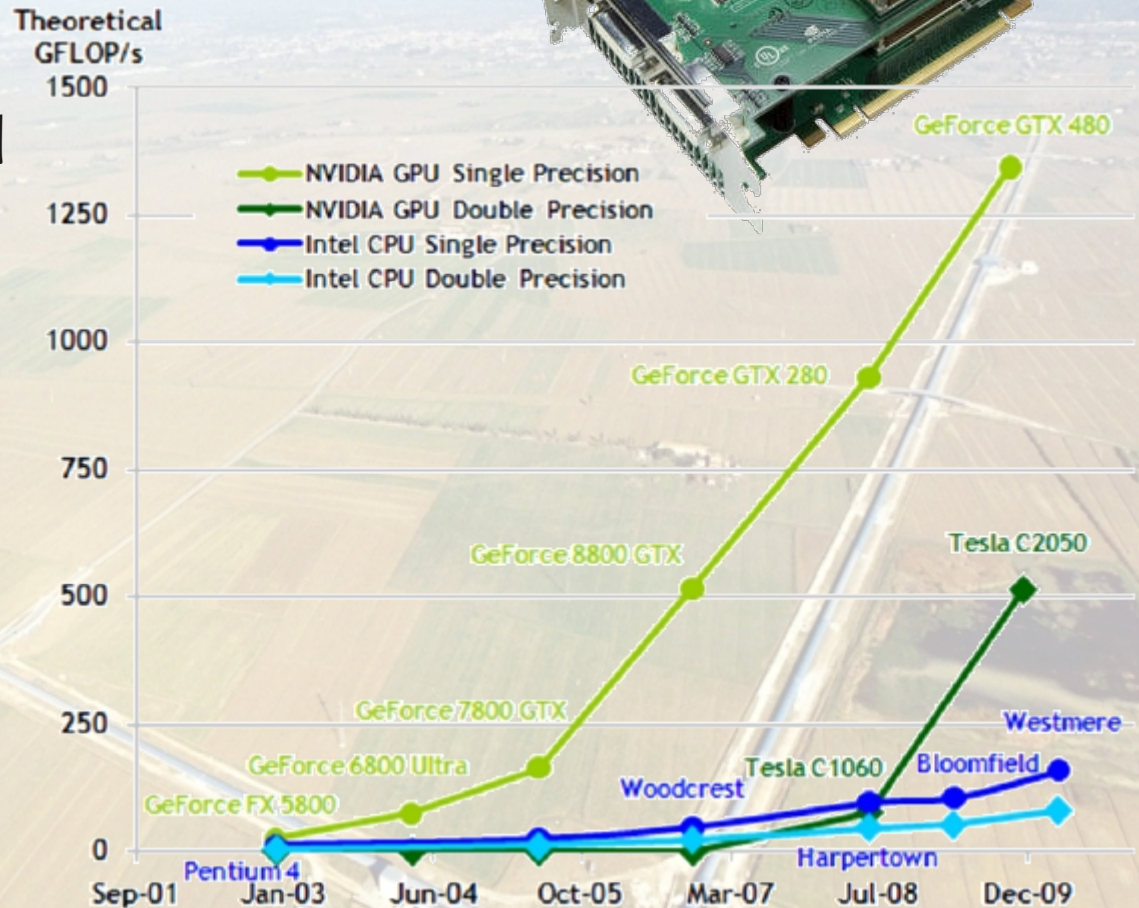 Theoretical
GFLOP/s
1500
GeForce GTX 480
NVIDIA GPU Single Precision
1250
NVIDIA GPU Double Precision
Intel CPU Single Precision
Intel CPU Double Precision
1000
GeForce GTX 280
750
GeForce 8800 GTX
Tesla C2050
500
GeForce 7800 GTX
250
Westmere
GeForce 6800 Ultra
Tesla C1060
Bloomfield
Woodcrest
GeForce FX 5800
0
Pentium 4
Harpertown
Sep-01 Jan-03 Jun-04 Oct-05 Mar-07 Jul-08 Dec-09